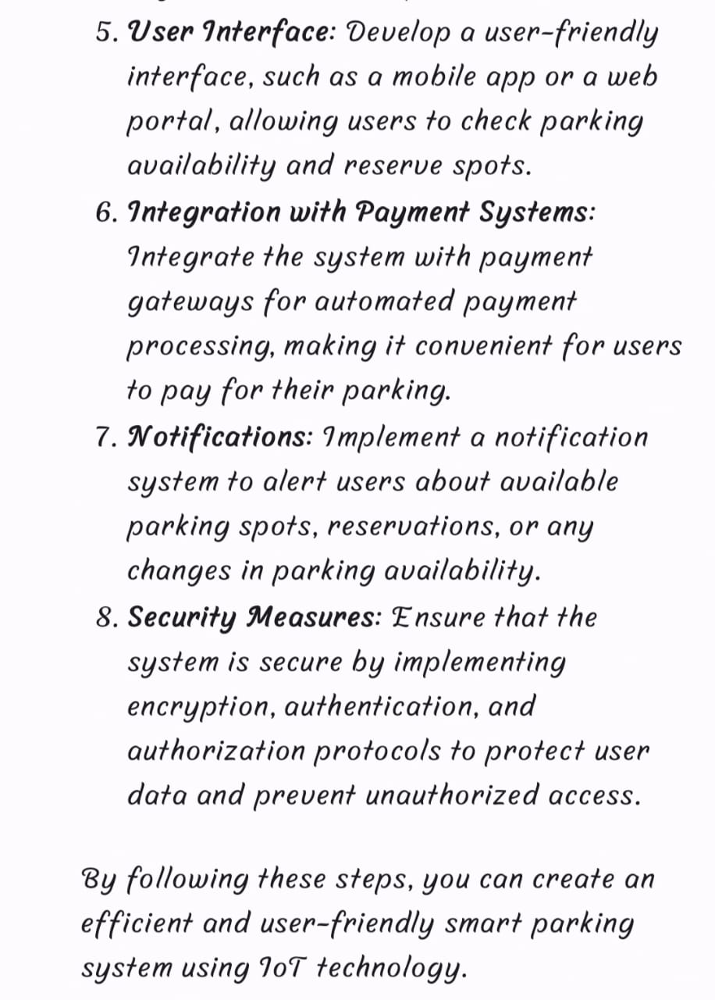 5. User Interface: Develop a user-friendly
interface, such as a mobile app or a web
portal, allowing users to check parking
availability and reserve spots.
6. Integration with Payment Systems:
Integrate the system with payment
gateways for automated payment
processing, making it convenient for users
to pay for their parking.
7. Notifications: Implement a notification
system to alert users about available
parking spots, reservations, or any
changes in parking availability.
8. Security Measures: Ensure that the
system is secure by implementing
encryption, authentication, and
authorization protocols to protect user
data and prevent unauthorized access.
By following these steps, you can create an
efficient and user-friendly smart parking
system using IoT technology.